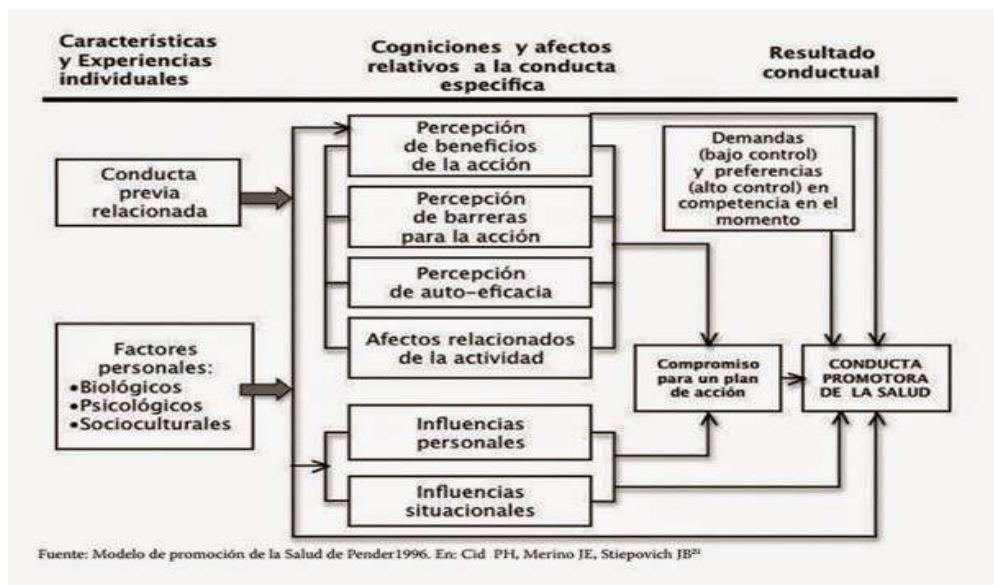 Características
y Experiencias
individuales
Cogniciones y afectos
relativos a la conducta
especifica
Resultado
conductual
Conducta
previa
relacionada
Factores
personales:
•Biológicos
•Psicológicos
•Socioculturales
Percepción
de beneficios
de la acción
Percepción
de barreras
para la acción
Percepción
de auto-eficacia
Afectos relacionados
de la actividad
Influencias
personales
Influencias
situacionales
Demandas
(bajo control)
y preferencias
(alto control) en
competencia en el
momento
Compromiso
para un plan
de acción
CONDUCTA
PROMOTORA
DE LA SALUD
Fuente: Modelo de promoción de la Salud de Pender1996. En: Cid PH, Merino JE, Stiepovich JB²²